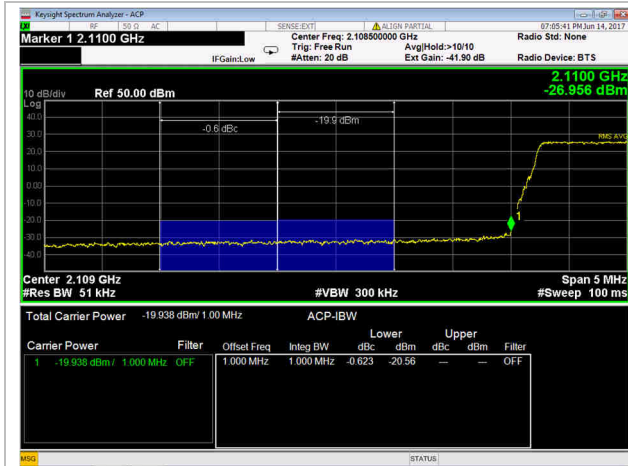 Keysight Spectrum Analyzer - ACP
RF 50 Ω AC SENSE:EXT ALIGN PARTIAL 07:05:41 PM Jun 14, 2017
Marker 1 2.1100 GHz Center Freq: 2.108500000 GHz Radio Std: None
Trig: Free Run Avg|Hold:>10/10
IFGain:Low #Atten: 20 dB Ext Gain: -41.90 dB Radio Device: BTS
2.1100 GHz
-26.956 dBm
10 dB/div Ref 50.00 dBm
Log
40.0
-0.6 dBc -19.9 dBm
30.0
RMS AVG
20.0
10.0
0.00
-10.0
-20.0
1
-30.0
-40.0
Center 2.109 GHz Span 5 MHz
#Res BW 51 kHz #VBW 300 kHz #Sweep 100 ms
Total Carrier Power -19.938 dBm/ 1.00 MHz ACP-IBW
Lower Upper
Carrier Power Filter Offset Freq Integ BW dBc dBm dBc dBm Filter
1 -19.938 dBm / 1.000 MHz OFF 1.000 MHz 1.000 MHz -0.623 -20.56 — — OFF
MSG STATUS